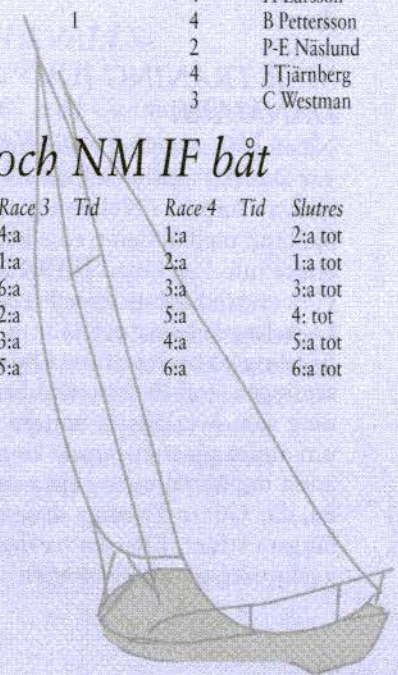 1 4 B Pettersson
2 P-E Näslund
4 J Tjärnberg
3 C Westman
och NM IF båt
Race 3 Tid Race 4 Tid Slutres
4:a 1:a 2:a tot
1:a 2:a 1:a tot
6:a 3:a 3:a tot
2:a 5:a 4: tot
3:a 4:a 5:a tot
5:a 6:a 6:a tot